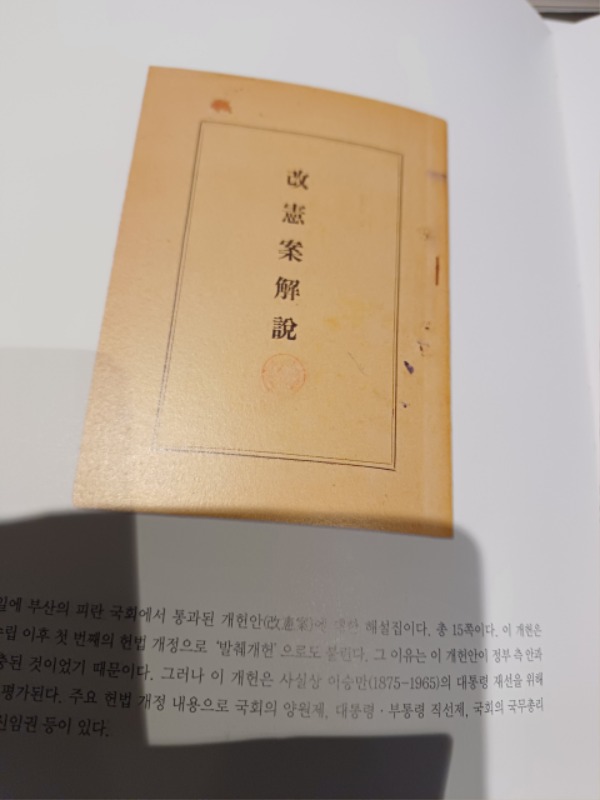 改憲案解說
일에 부산의 피란 국회에서 통과된 개헌안(改憲案)에 대한 해설집이다. 총 15쪽이다. 이 개헌은
수립 이후 첫 번째의 헌법 개정으로 '발췌개헌'으로도 불린다. 그 이유는 이 개헌안이 정부 측 안과
충된 것이었기 때문이다. 그러나 이 개헌은 사실상 이승만(1875-1965)의 대통령 재선을 위해
평가된다. 주요 헌법 개정 내용으로 국회의 양원제, 대통령·부통령 직선제, 국회의 국무총리
신임권 등이 있다.